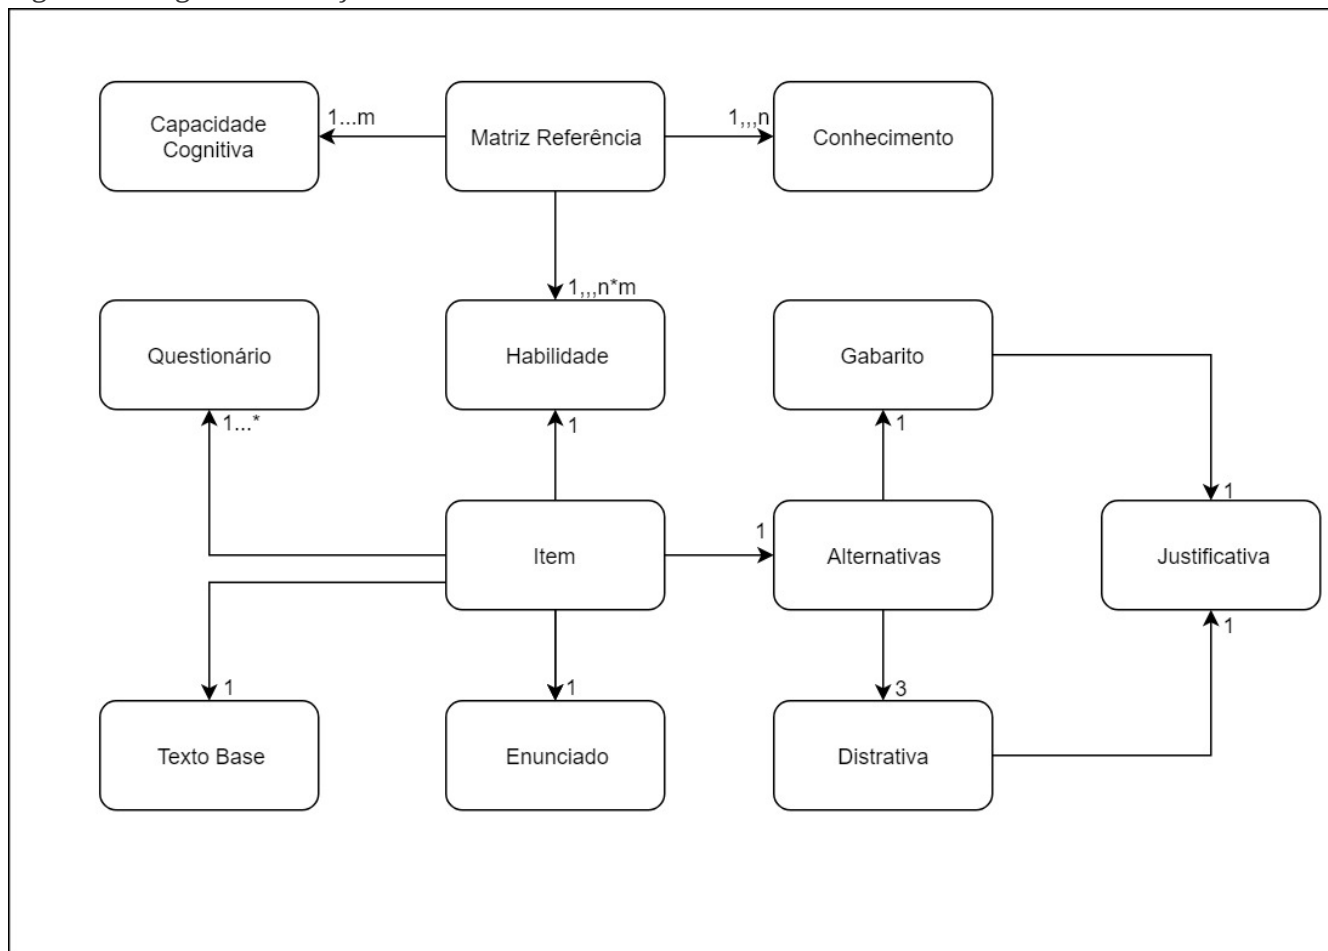 Capacidade
Cognitiva
1...m
Matriz Referência
1,,,n
Conhecimento
1,,,n*m
Questionário
Habilidade
Gabarito
1...*
1
1
1
Item
1
Alternativas
Justificativa
1
1
1
3
Texto Base
Enunciado
Distrativa